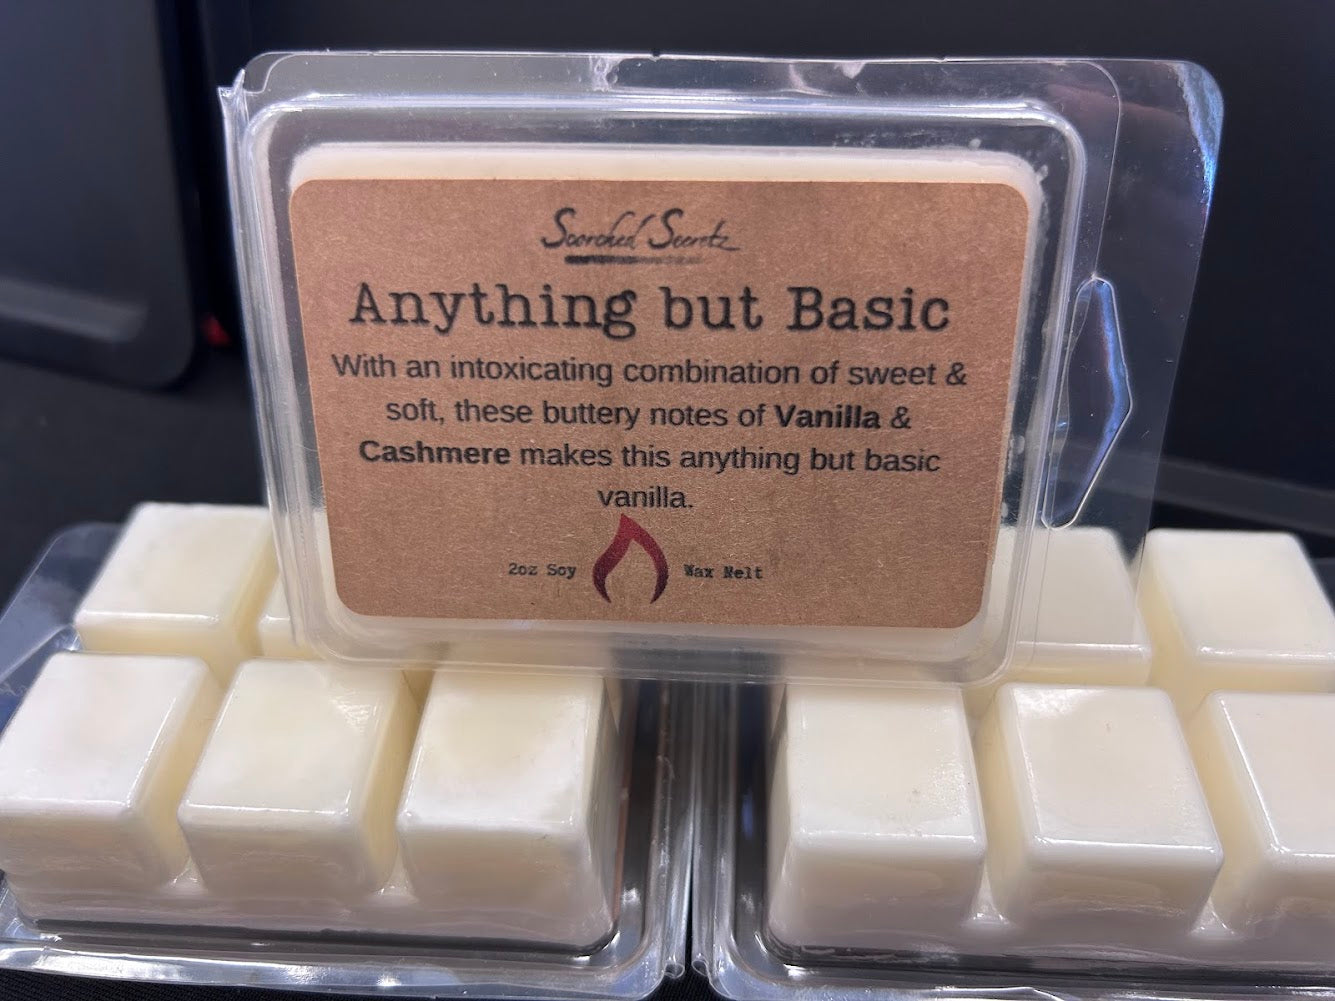 Scorched Secretz
Anything but Basic
With an intoxicating combination of sweet &
soft, these buttery notes of Vanilla &
Cashmere makes this anything but basic
vanilla.
2oz Soy Wax Melt